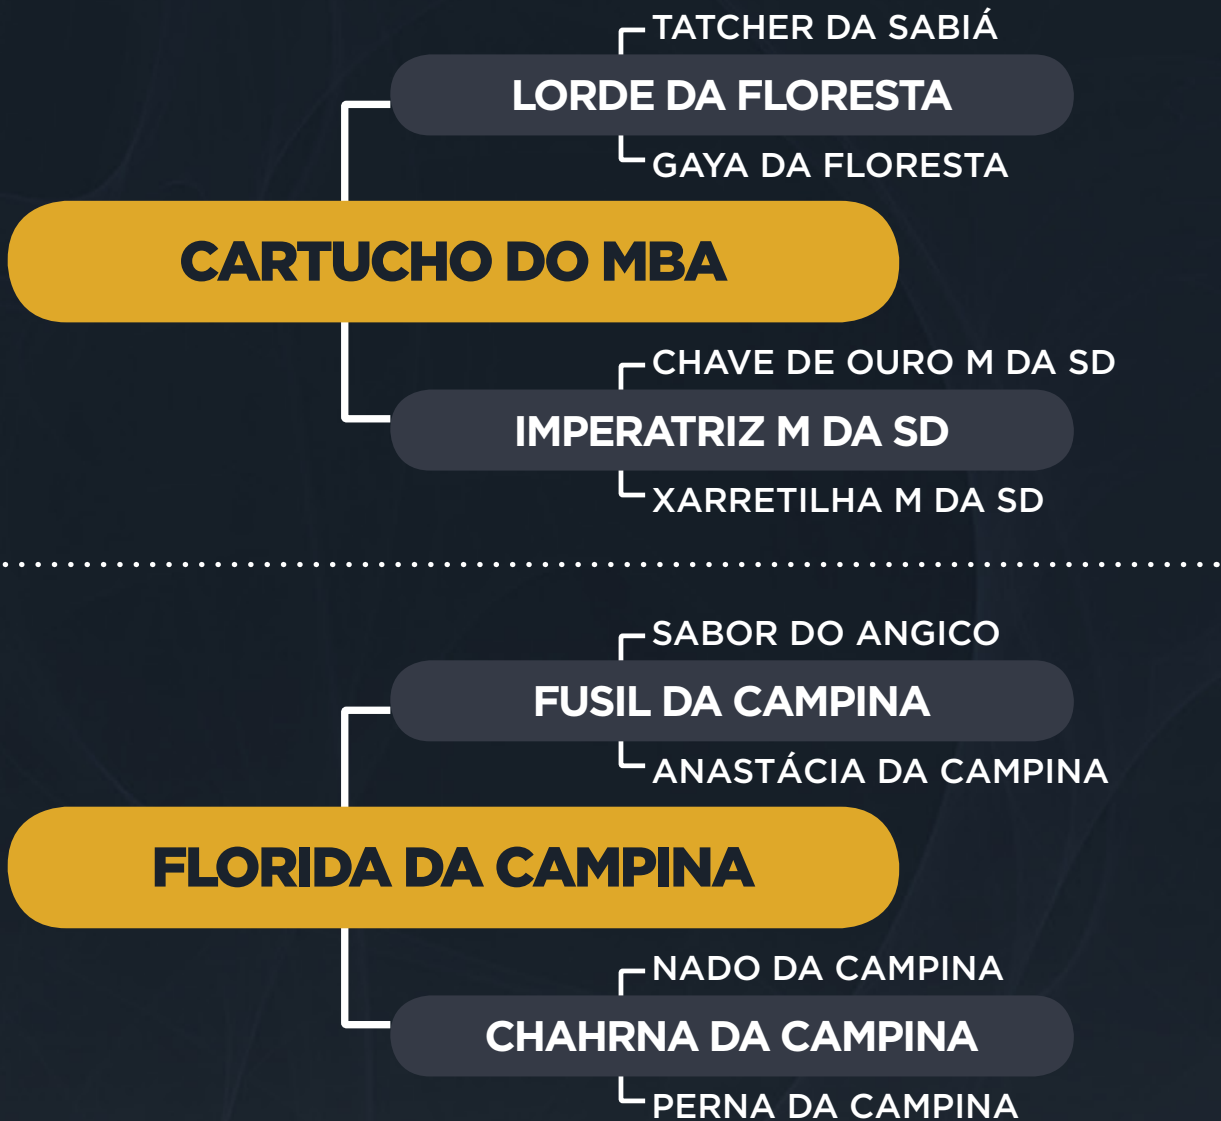 TATCHER DA SABIÁ
LORDE DA FLORESTA
GAYA DA FLORESTA
CARTUCHO DO MBA
CHAVE DE OURO M DA SD
IMPERATRIZ M DA SD
XARRETILHA M DA SD
SABOR DO ANGICO
FUSIL DA CAMPINA
ANASTÁCIA DA CAMPINA
FLORIDA DA CAMPINA
NADO DA CAMPINA
CHAHRNA DA CAMPINA
PERNA DA CAMPINA